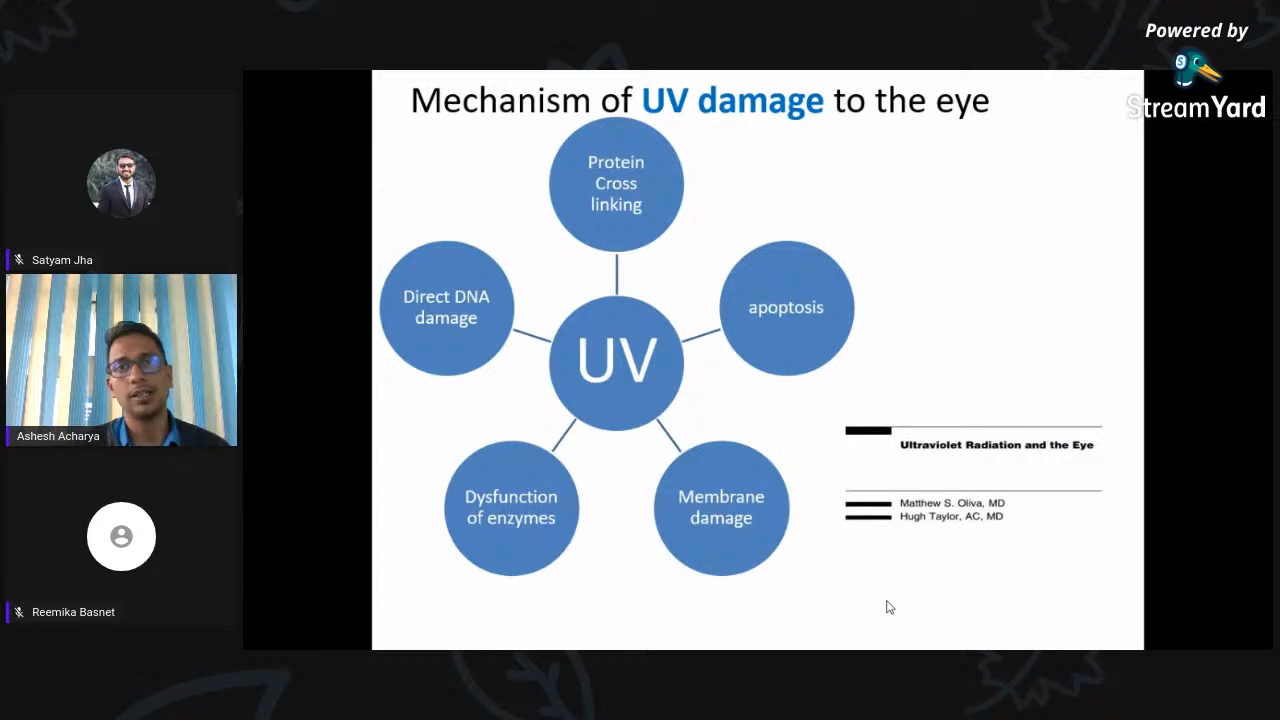 Powered by
StreamYard
Mechanism of UV damage to the eye
Protein
Cross
linking
Direct DNA
damage
apoptosis
UV
Dysfunction
of enzymes
Membrane
damage
Ultraviolet Radiation and the Eye
Matthew S. Oliva, MD
Hugh Taylor, AC, MD
Satyam Jha
Ashesh Acharya
Reemika Basnet